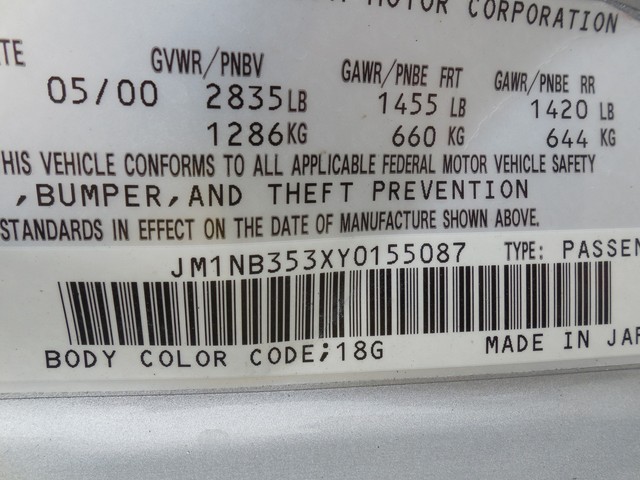 MOTOR CORPORATION
GVWR/PNBV GAWR/PNBE FRT GAWR/PNBE RR
05/00 2835LB 1455 LB 1420 LB
1286KG 660 KG 644 KG
THIS VEHICLE CONFORMS TO ALL APPLICABLE FEDERAL MOTOR VEHICLE SAFETY
,BUMPER,AND THEFT PREVENTION
STANDARDS IN EFFECT ON THE DATE OF MANUFACTURE SHOWN ABOVE.
JM1NB353XY0155087 TYPE: PASSEN
BODY COLOR CODE;18G MADE IN JAP